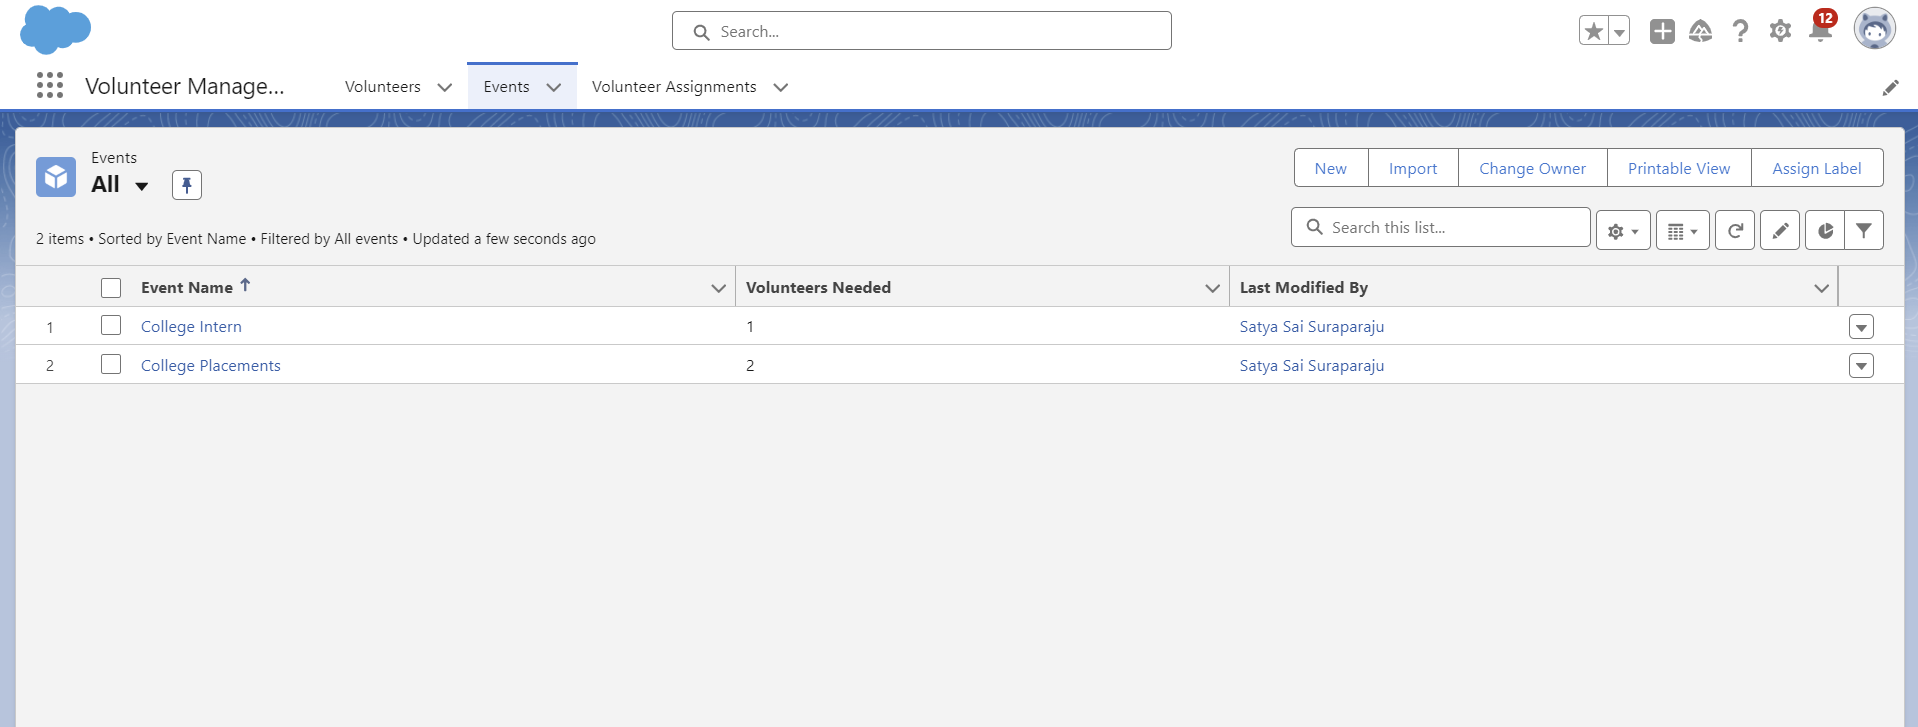 Search...
12
Volunteer Manage...
Volunteers
Events
Volunteer Assignments
Events
All
New
Import
Change Owner
Printable View
Assign Label
2 items • Sorted by Event Name • Filtered by All events • Updated a few seconds ago
Search this list...
Event Name
Volunteers Needed
Last Modified By
1 College Intern 1 Satya Sai Suraparaju
2 College Placements 2 Satya Sai Suraparaju